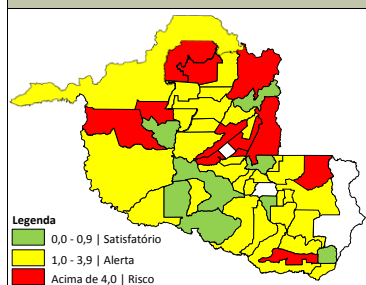 Legenda
0,0 - 0,9 | Satisfatório
1,0 - 3,9 | Alerta
Acima de 4,0 | Risco